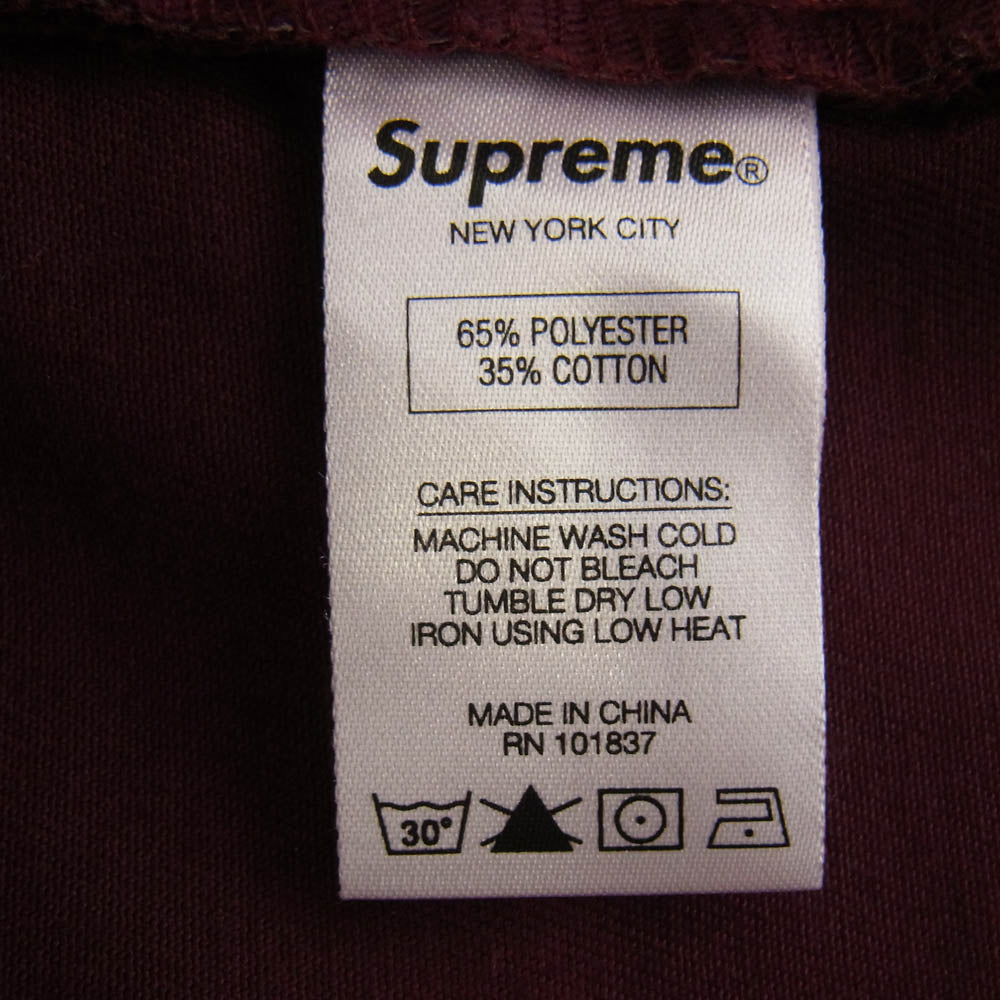 Supreme®
NEW YORK CITY
65% POLYESTER
35% COTTON
CARE INSTRUCTIONS:
MACHINE WASH COLD
DO NOT BLEACH
TUMBLE DRY LOW
IRON USING LOW HEAT
MADE IN CHINA
RN 101837
30°